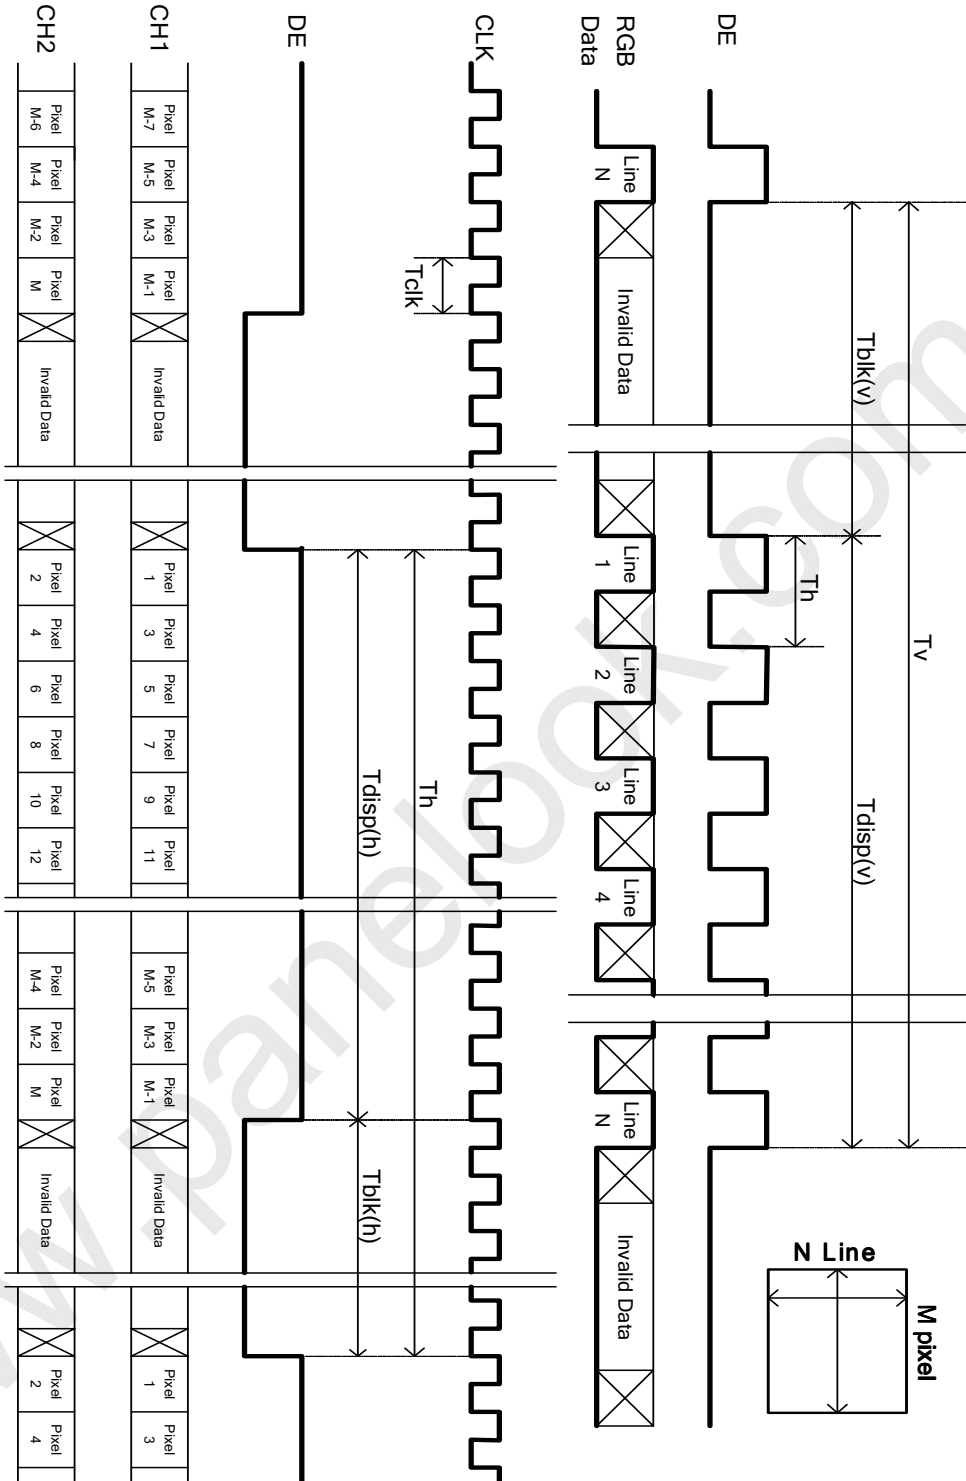 Tv
M pixel
Tblk(v) Tdisp(v)
Th
N Line
DE
RGB
Data
Line Line Line Line Line Line
N Invalid Data 1 2 3 4 N Invalid Data
CLK
Tclk
Th
Tdisp(h) Tblk(h)
DE
CH1
Pixel Pixel Pixel Pixel Pixel Pixel Pixel Pixel Pixel Pixel Pixel Pixel Pixel Pixel Pixel
M-7 M-5 M-3 M-1 Invalid Data 1 3 5 7 9 11 M-5 M-3 M-1 Invalid Data 1 3
CH2
Pixel Pixel Pixel Pixel Pixel Pixel Pixel Pixel Pixel Pixel Pixel Pixel Pixel Pixel Pixel
M-6 M-4 M-2 M Invalid Data 2 4 6 8 10 12 M-4 M-2 M Invalid Data 2 4
w.panelook.com